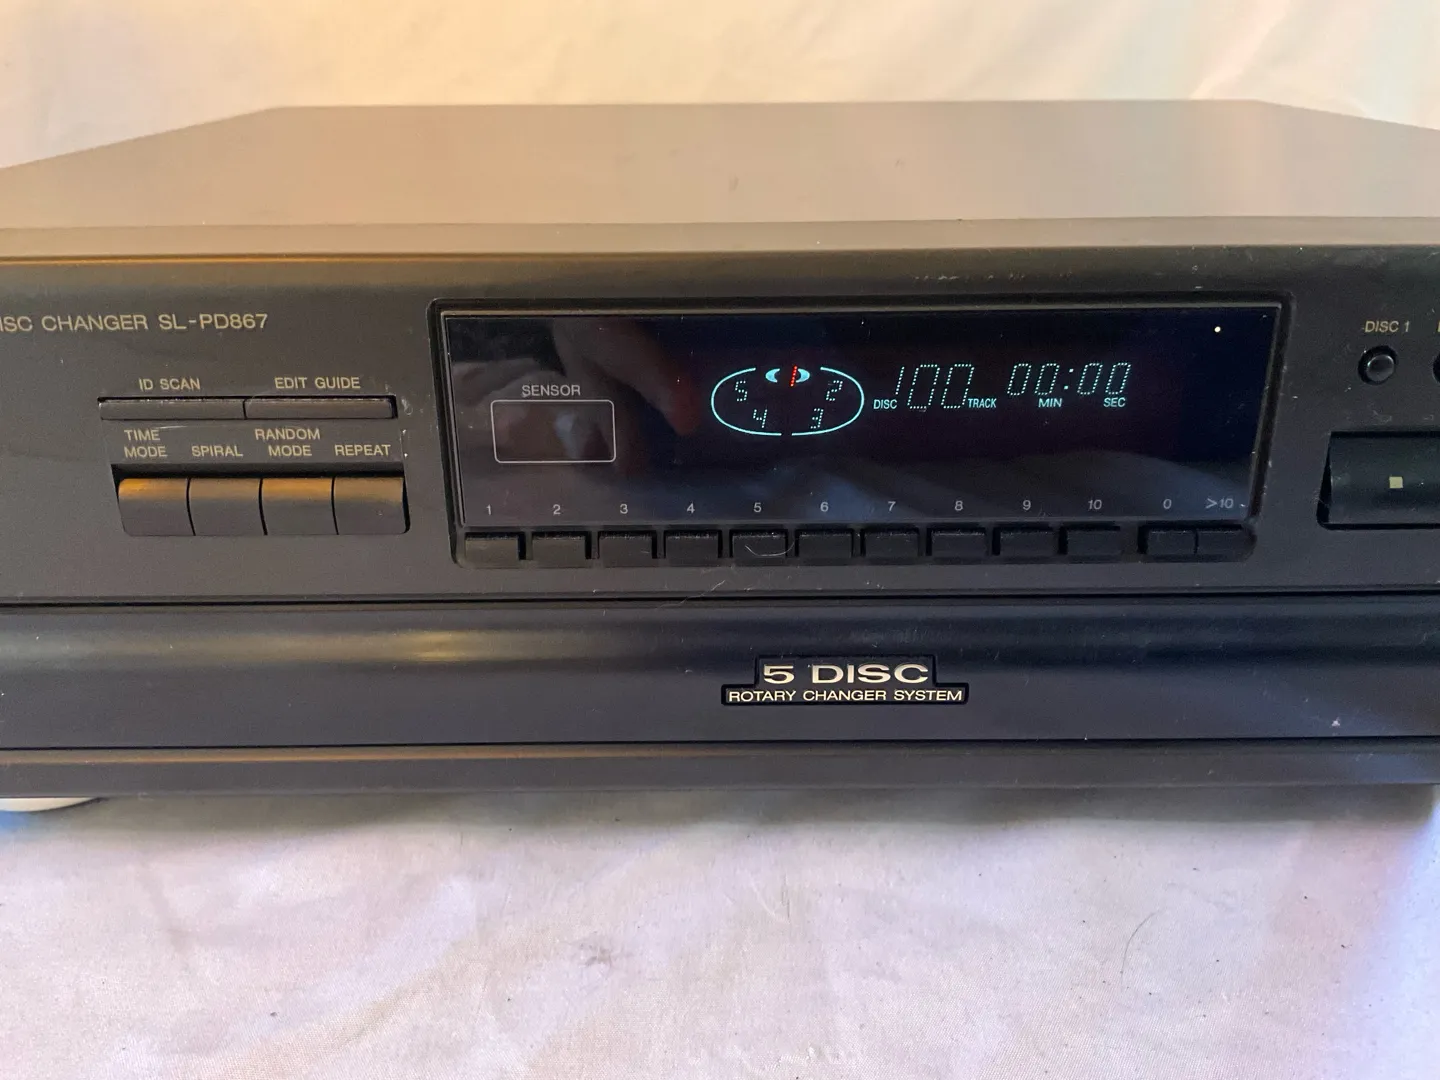 ISC CHANGER SL-PD867
ID SCAN
EDIT GUIDE
TIME MODE
SPIRAL
RANDOM MODE
REPEAT
SENSOR
1
5 2
4 3
DISC 100 TRACK 00:00
MIN SEC
1 2 3 4 5 6 7 8 9 10 0 >10
DISC 1
5 DISC
ROTARY CHANGER SYSTEM